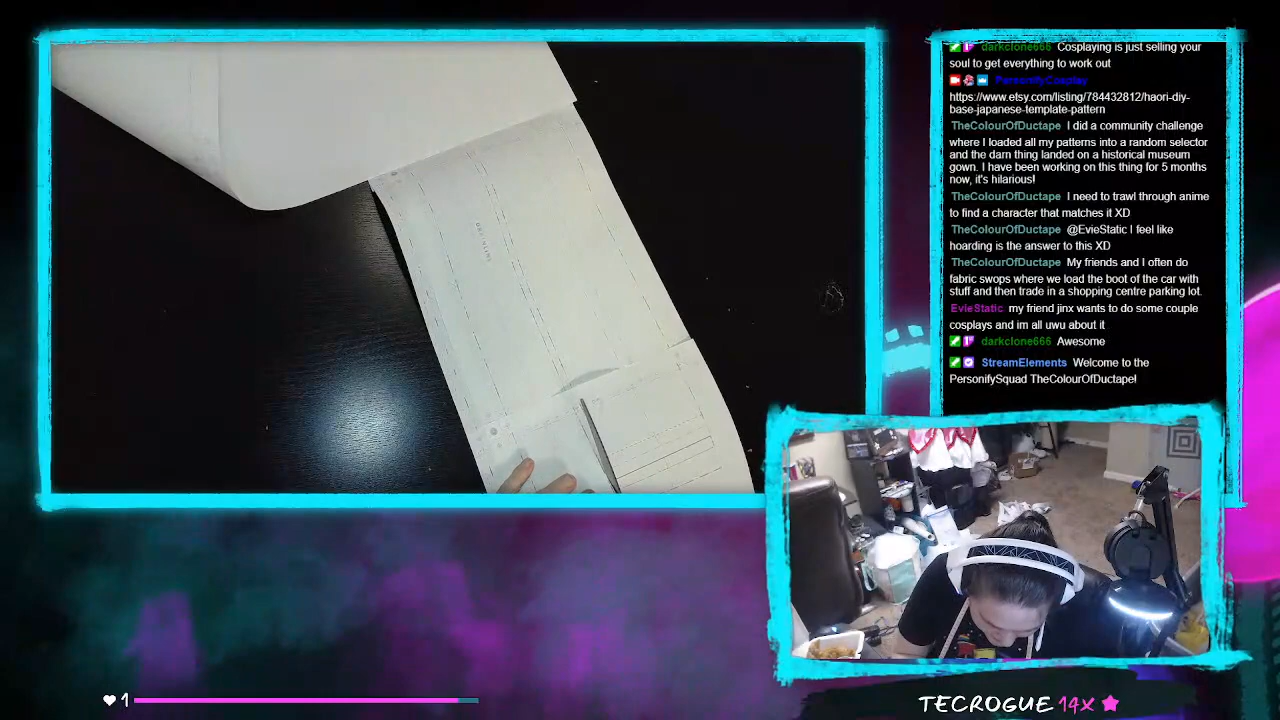 darkclone666 Cosplaying is just selling your
soul to get everything to work out
PersonifyCosplay
https://www.etsy.com/listing/784432812/haori-diy-
base-japanese-template-pattern
TheColourOfDuctape I did a community challenge
where I loaded all my patterns into a random selector
and the darn thing landed on a historical museum
gown. I have been working on this thing for 5 months
now, it's hilarious!
TheColourOfDuctape I need to trawl through anime
to find a character that matches it XD
TheColourOfDuctape @EvieStatic I feel like
hoarding is the answer to this XD
TheColourOfDuctape My friends and I often do
fabric swops where we load the boot of the car with
stuff and then trade in a shopping centre parking lot.
EvieStatic my friend jinx wants to do some couple
cosplays and im all uwu about it
darkclone666 Awesome
StreamElements Welcome to the
PersonifySquad TheColourOfDuctape!
1
TECROGUE 14X